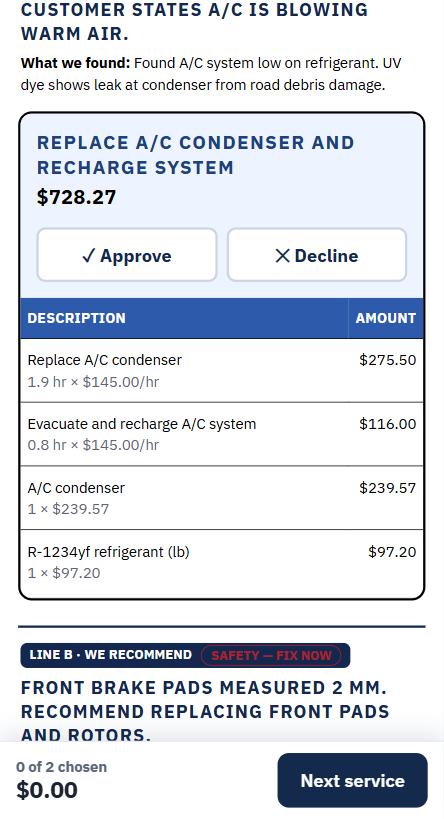 CUSTOMER STATES A/C IS BLOWING
WARM AIR.
What we found: Found A/C system low on refrigerant. UV
dye shows leak at condenser from road debris damage.
REPLACE A/C CONDENSER AND
RECHARGE SYSTEM
$728.27
✓ Approve
✕ Decline
DESCRIPTION AMOUNT
Replace A/C condenser $275.50
1.9 hr × $145.00/hr
Evacuate and recharge A/C system $116.00
0.8 hr × $145.00/hr
A/C condenser $239.57
1 × $239.57
R-1234yf refrigerant (lb) $97.20
1 × $97.20
LINE B · WE RECOMMEND SAFETY — FIX NOW
FRONT BRAKE PADS MEASURED 2 MM.
RECOMMEND REPLACING FRONT PADS
AND ROTORS.
0 of 2 chosen
$0.00
Next service